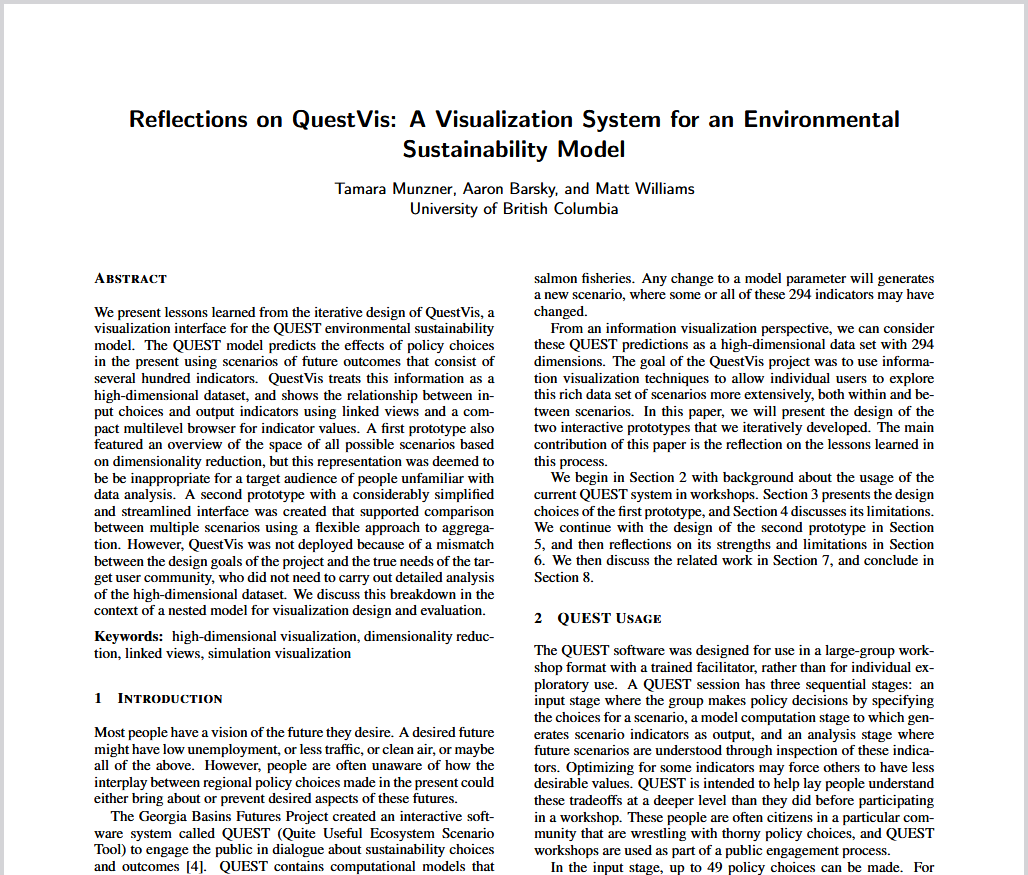 Reflections on QuestVis: A Visualization System for an Environmental
Sustainability Model
Tamara Munzner, Aaron Barsky, and Matt Williams
University of British Columbia
ABSTRACT
We present lessons learned from the iterative design of QuestVis, a
visualization interface for the QUEST environmental sustainability
model. The QUEST model predicts the effects of policy choices
in the present using scenarios of future outcomes that consist of
several hundred indicators. QuestVis treats this information as a
high-dimensional dataset, and shows the relationship between in-
put choices and output indicators using linked views and a com-
pact multilevel browser for indicator values. A first prototype also
featured an overview of the space of all possible scenarios based
on dimensionality reduction, but this representation was deemed to
be be inappropriate for a target audience of people unfamiliar with
data analysis. A second prototype with a considerably simplified
and streamlined interface was created that supported comparison
between multiple scenarios using a flexible approach to aggrega-
tion. However, QuestVis was not deployed because of a mismatch
between the design goals of the project and the true needs of the tar-
get user community, who did not need to carry out detailed analysis
of the high-dimensional dataset. We discuss this breakdown in the
context of a nested model for visualization design and evaluation.
Keywords: high-dimensional visualization, dimensionality reduc-
tion, linked views, simulation visualization
1 INTRODUCTION
Most people have a vision of the future they desire. A desired future
might have low unemployment, or less traffic, or clean air, or maybe
all of the above. However, people are often unaware of how the
interplay between regional policy choices made in the present could
either bring about or prevent desired aspects of these futures.
The Georgia Basins Futures Project created an interactive soft-
ware system called QUEST (Quite Useful Ecosystem Scenario
Tool) to engage the public in dialogue about sustainability choices
and outcomes [4]. QUEST contains computational models that
salmon fisheries. Any change to a model parameter will generates
a new scenario, where some or all of these 294 indicators may have
changed.
From an information visualization perspective, we can consider
these QUEST predictions as a high-dimensional data set with 294
dimensions. The goal of the QuestVis project was to use informa-
tion visualization techniques to allow individual users to explore
this rich data set of scenarios more extensively, both within and be-
tween scenarios. In this paper, we will present the design of the
two interactive prototypes that we iteratively developed. The main
contribution of this paper is the reflection on the lessons learned in
this process.
We begin in Section 2 with background about the usage of the
current QUEST system in workshops. Section 3 presents the design
choices of the first prototype, and Section 4 discusses its limitations.
We continue with the design of the second prototype in Section
5, and then reflections on its strengths and limitations in Section
6. We then discuss the related work in Section 7, and conclude in
Section 8.
2 QUEST USAGE
The QUEST software was designed for use in a large-group work-
shop format with a trained facilitator, rather than for individual ex-
ploratory use. A QUEST session has three sequential stages: an
input stage where the group makes policy decisions by specifying
the choices for a scenario, a model computation stage to which gen-
erates scenario indicators as output, and an analysis stage where
future scenarios are understood through inspection of these indica-
tors. Optimizing for some indicators may force others to have less
desirable values. QUEST is intended to help lay people understand
these tradeoffs at a deeper level than they did before participating
in a workshop. These people are often citizens in a particular com-
munity that are wrestling with thorny policy choices, and QUEST
workshops are used as part of a public engagement process.
In the input stage, up to 49 policy choices can be made. For